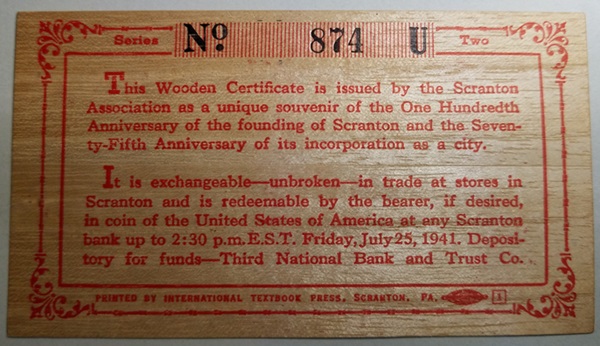 Series Nº 874 U Two
This Wooden Certificate is issued by the Scranton
Association as a unique souvenir of the One Hundredth
Anniversary of the founding of Scranton and the Seven-
ty-Fifth Anniversary of its incorporation as a city.
It is exchangeable—unbroken—in trade at stores in
Scranton and is redeemable by the bearer, if desired,
in coin of the United States of America at any Scranton
bank up to 2:30 p.m. E.S.T. Friday, July 25, 1941. Deposi-
tory for funds—Third National Bank and Trust Co.
PRINTED BY INTERNATIONAL TEXTBOOK PRESS, SCRANTON, PA.